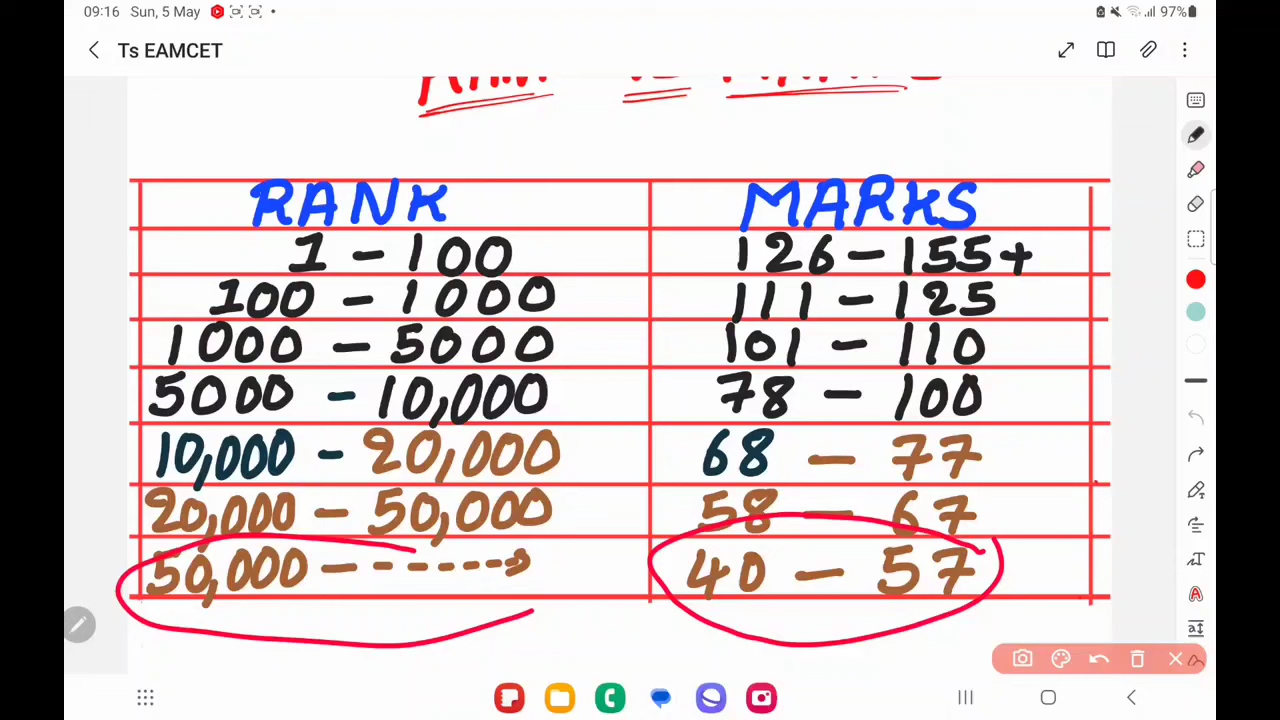 09:16 Sun, 5 May
97%
Ts EAMCET
RANK MARKS
1 - 100 126 - 155+
100 - 1000 111 - 125
1000 - 5000 101 - 110
5000 - 10,000 78 - 100
10,000 - 20,000 68 - 77
20,000 - 50,000 58 - 67
50,000 - - - - - - → 40 - 57